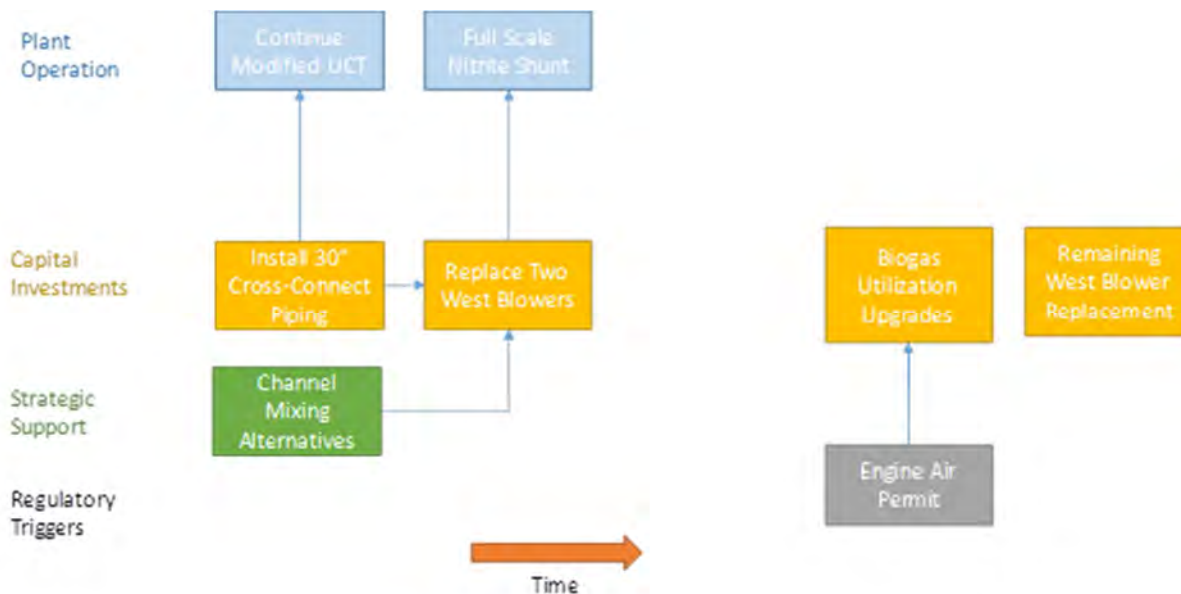 Plant
Operation
Continue
Modified UCT
Full Scale
Nitrite Shunt
Capital
Investments
Install 30"
Cross-Connect
Piping
Replace Two
West Blowers
Biogas
Utilization
Upgrades
Remaining
West Blower
Replacement
Strategic
Support
Channel
Mixing
Alternatives
Regulatory
Triggers
Engine Air
Permit
Time